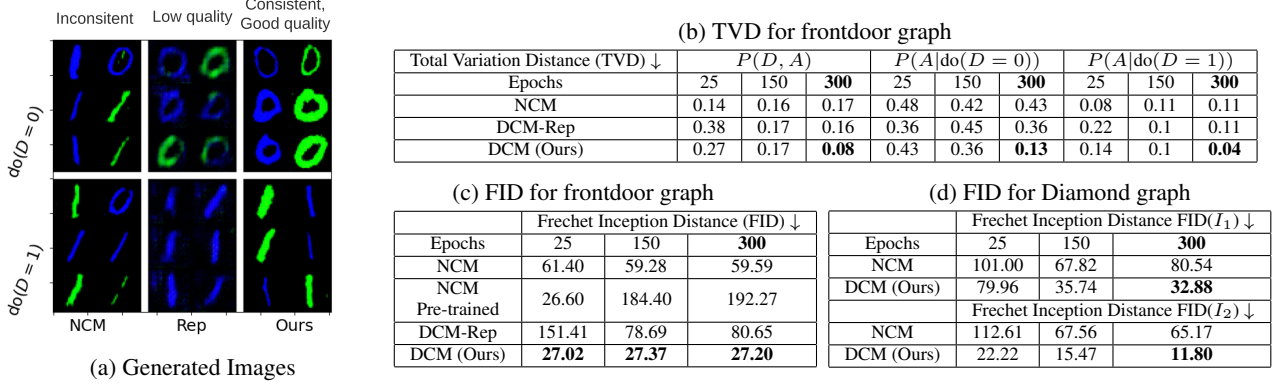 Inconsitent Low quality Consistent,
Good quality
do(D = 0)
do(D = 1)
NCM Rep Ours
(a) Generated Images
(b) TVD for frontdoor graph
Total Variation Distance (TVD) ↓ P(D, A) P(A|do(D = 0)) P(A|do(D = 1))
Epochs 25 150 300 25 150 300 25 150 300
NCM 0.14 0.16 0.17 0.48 0.42 0.43 0.08 0.11 0.11
DCM-Rep 0.38 0.17 0.16 0.36 0.45 0.36 0.22 0.1 0.11
DCM (Ours) 0.27 0.17 0.08 0.43 0.36 0.13 0.14 0.1 0.04
(c) FID for frontdoor graph
Frechet Inception Distance (FID) ↓
Epochs 25 150 300
NCM 61.40 59.28 59.59
NCM
Pre-trained 26.60 184.40 192.27
DCM-Rep 151.41 78.69 80.65
DCM (Ours) 27.02 27.37 27.20
(d) FID for Diamond graph
Frechet Inception Distance FID(I₁) ↓
Epochs 25 150 300
NCM 101.00 67.82 80.54
DCM (Ours) 79.96 35.74 32.88
Frechet Inception Distance FID(I₂) ↓
NCM 112.61 67.56 65.17
DCM (Ours) 22.22 15.47 11.80